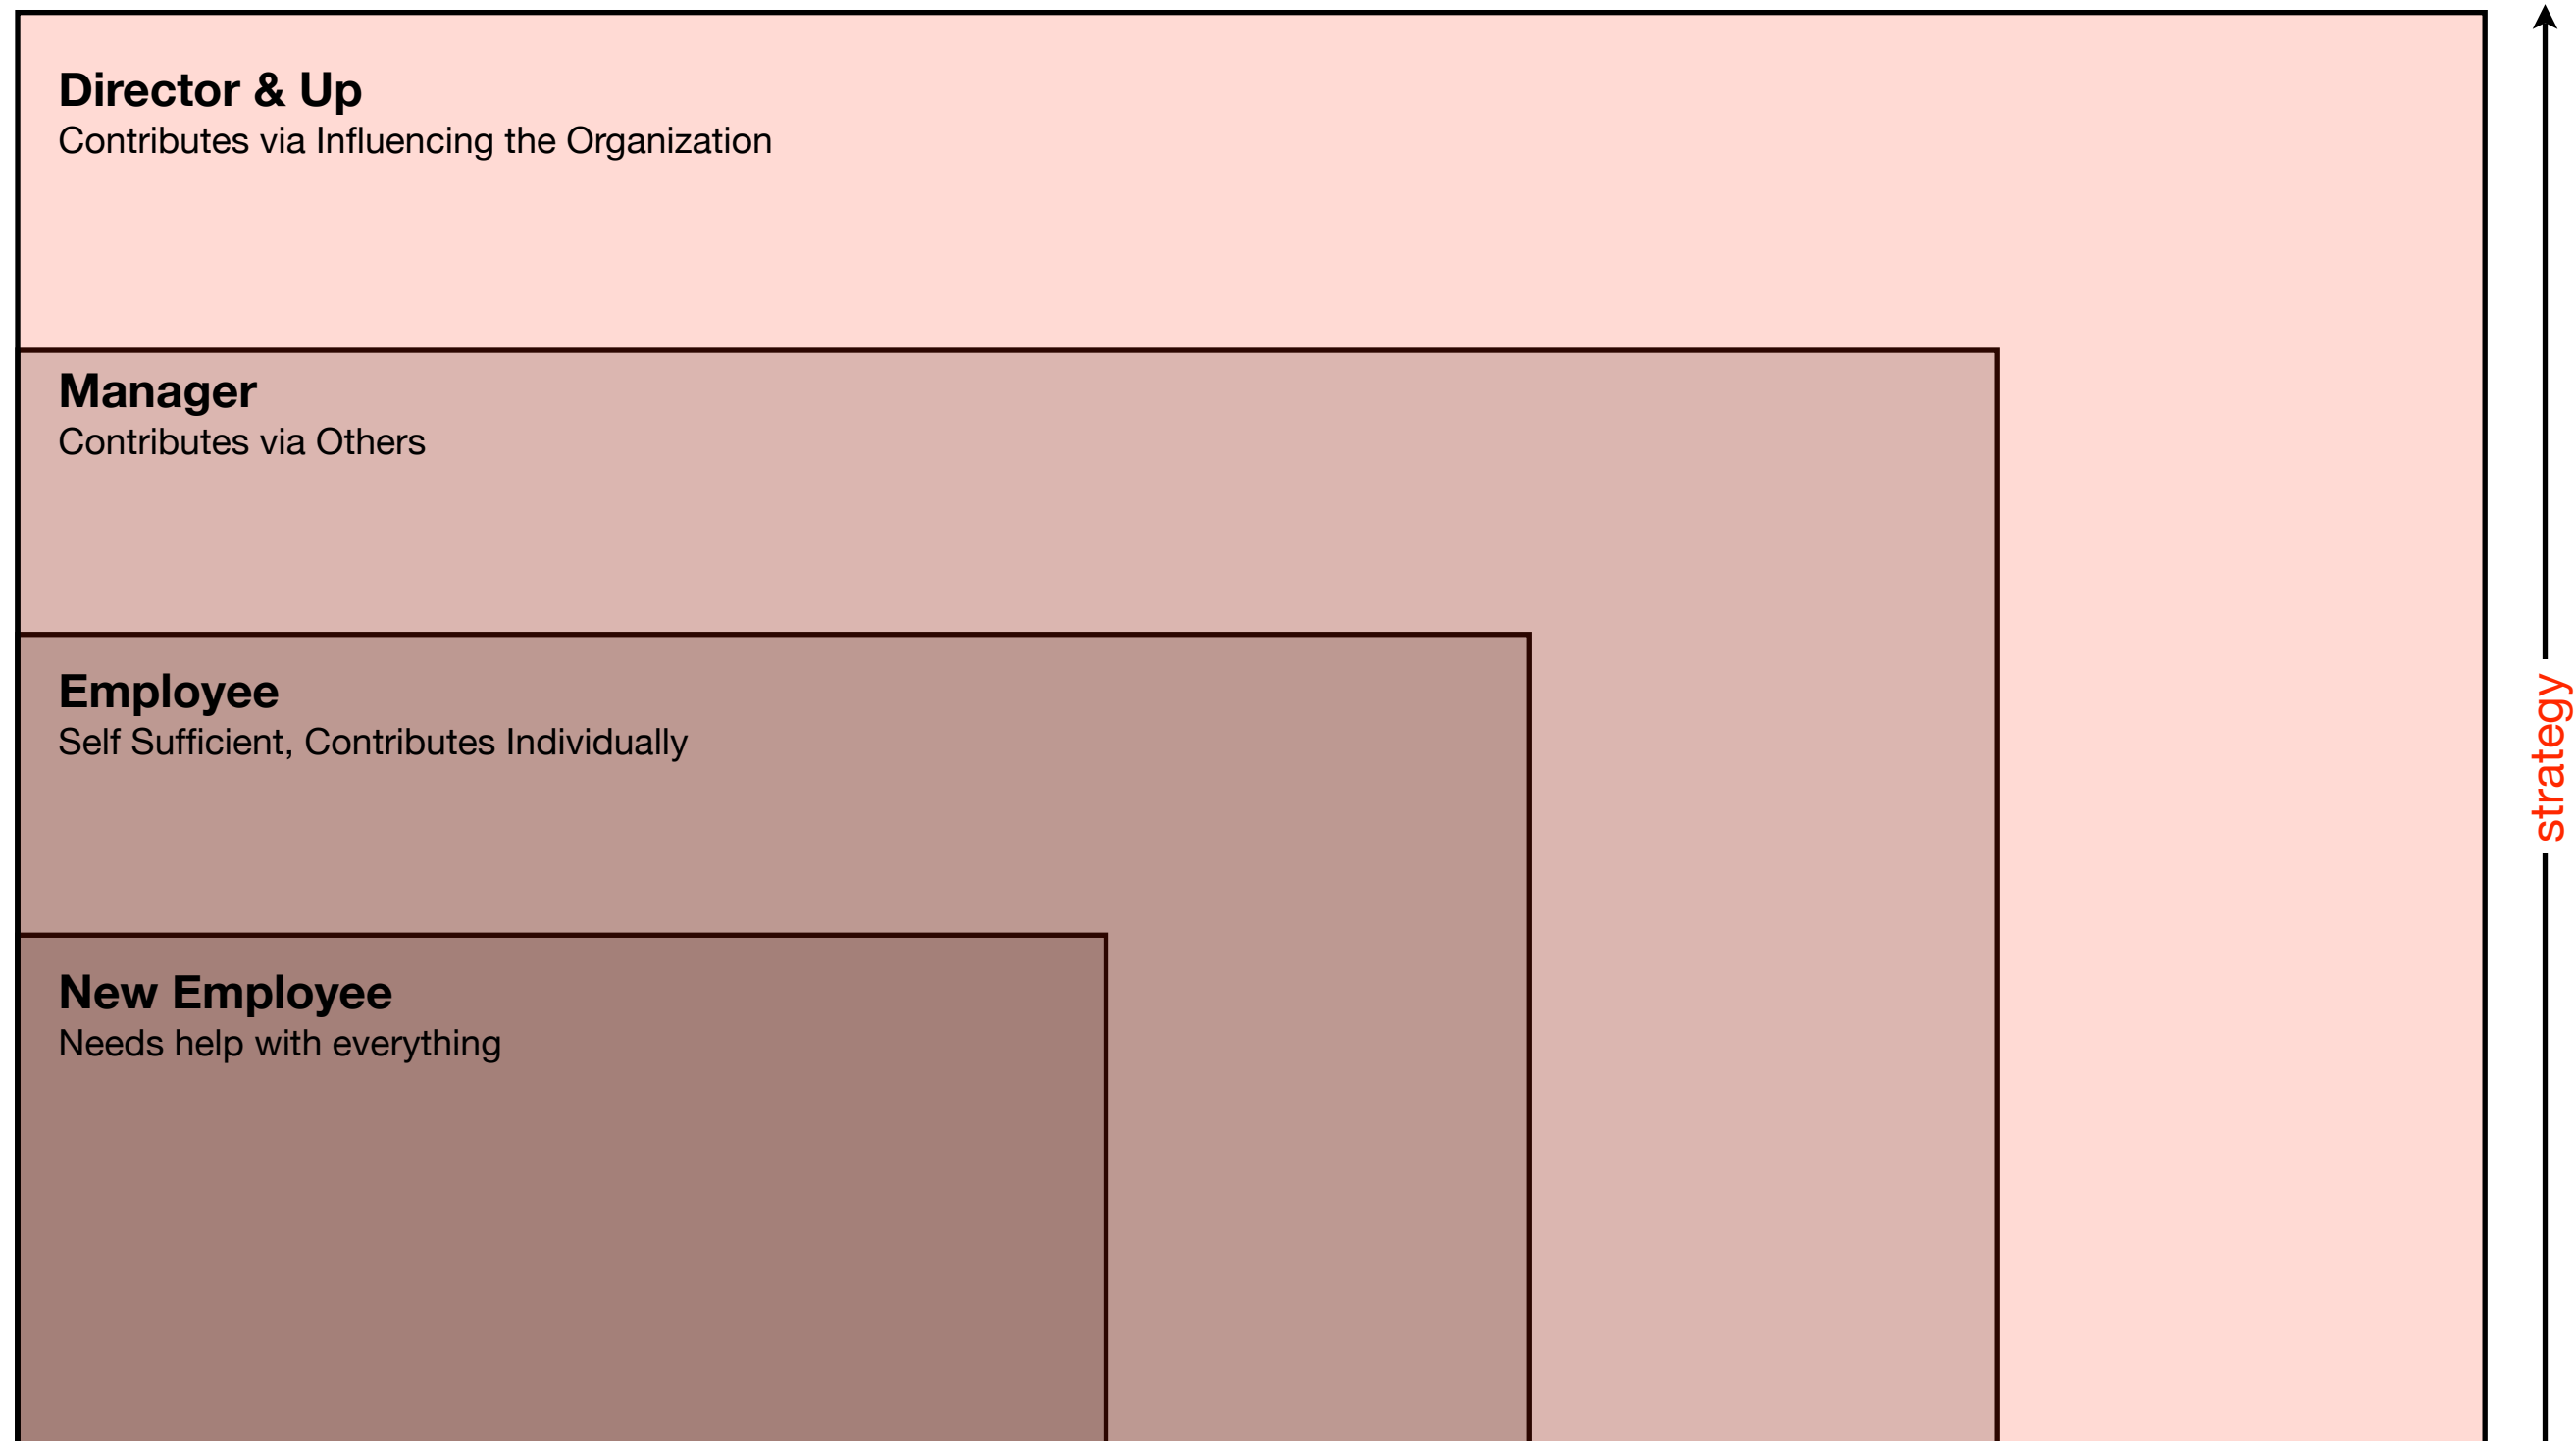 Director & Up
Contributes via Influencing the Organization
Manager
Contributes via Others
Employee
Self Sufficient, Contributes Individually
New Employee
Needs help with everything
strategy